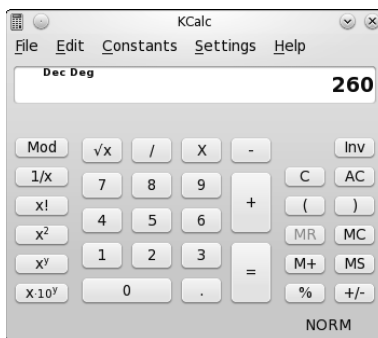 KCalc
File Edit Constants Settings Help
Dec Deg
260
Mod √x / X - Inv
1/x 7 8 9 + C AC
x! 4 5 6 ( )
x² MR MC
xʸ 1 2 3 = M+ MS
x·10ʸ 0 . % +/-
NORM